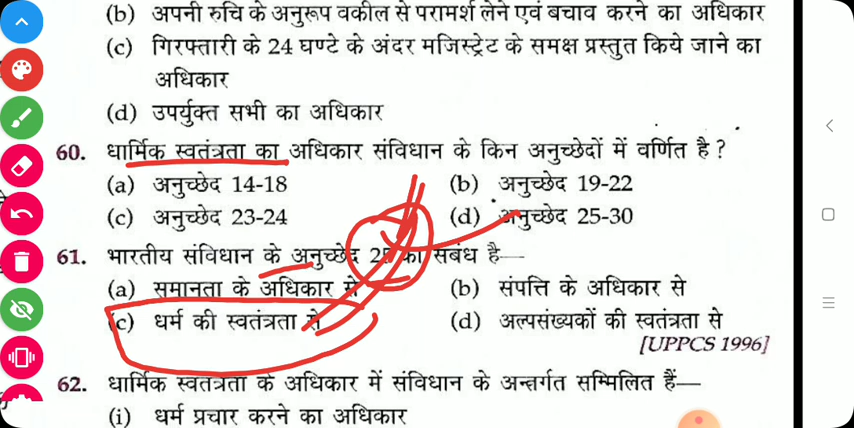 (b) अपनी रुचि के अनुरूप वकील से परामर्श लेने एवं बचाव करने का अधिकार
(c) गिरफ्तारी के 24 घण्टे के अंदर मजिस्ट्रेट के समक्ष प्रस्तुत किये जाने का
अधिकार
(d) उपर्युक्त सभी का अधिकार
60. धार्मिक स्वतंत्रता का अधिकार संविधान के किन अनुच्छेदों में वर्णित है ?
(a) अनुच्छेद 14-18 (b) अनुच्छेद 19-22
(c) अनुच्छेद 23-24 (d) अनुच्छेद 25-30
61. भारतीय संविधान के अनुच्छेद 25 का संबंध है—
(a) समानता के अधिकार से (b) संपत्ति के अधिकार से
(c) धर्म की स्वतंत्रता से (d) अल्पसंख्यकों की स्वतंत्रता से
[UPPCS 1996]
62. धार्मिक स्वतंत्रता के अधिकार में संविधान के अन्तर्गत सम्मिलित हैं—
(i) धर्म प्रचार करने का अधिकार